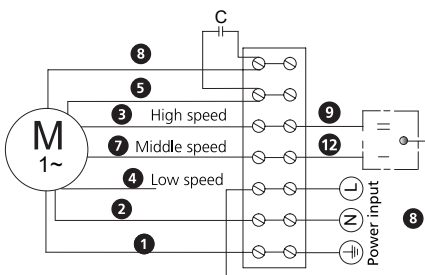 C
8
5
3 High speed 9
M
1~
7 Middle speed 12
4 Low speed L
2 N 8
1
Power input